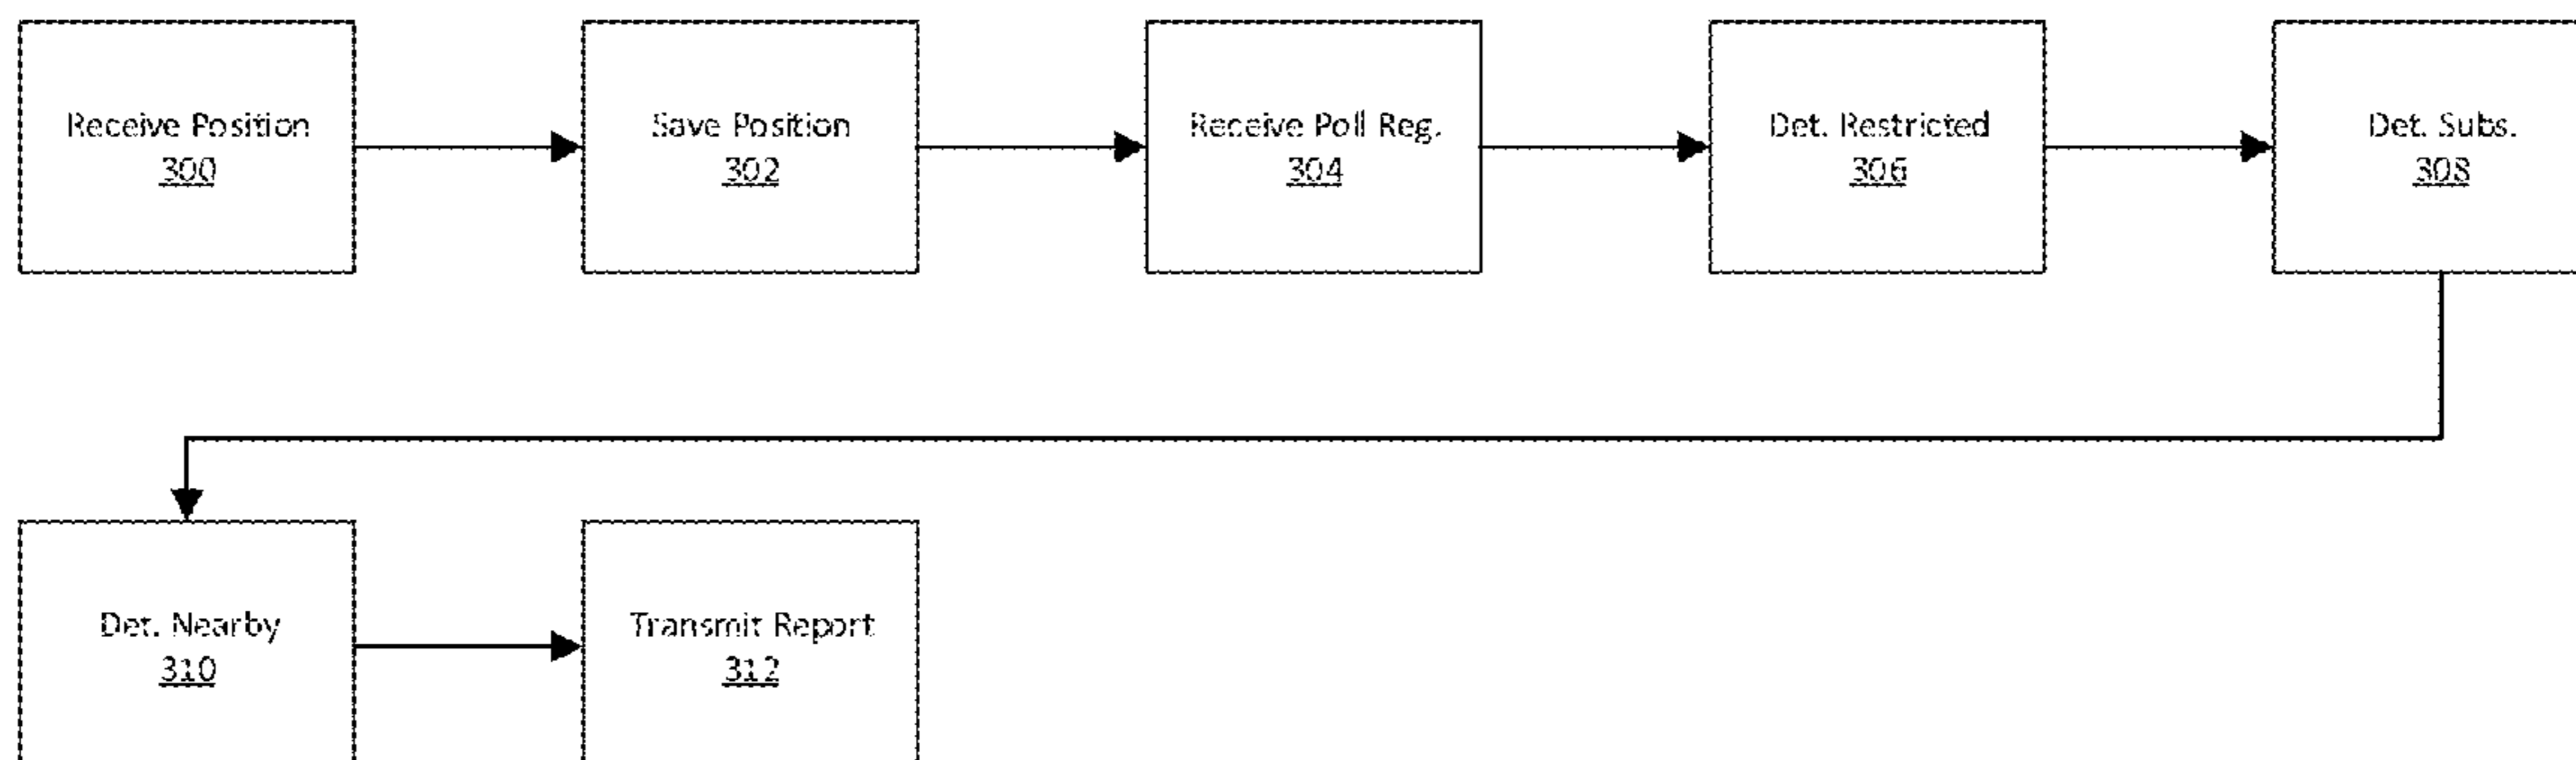 Receive Position
300
Save Position
302
Receive Poll Reg.
304
Det. Restricted
306
Det. Subs.
308
Det. Nearby
310
Transmit Report
312